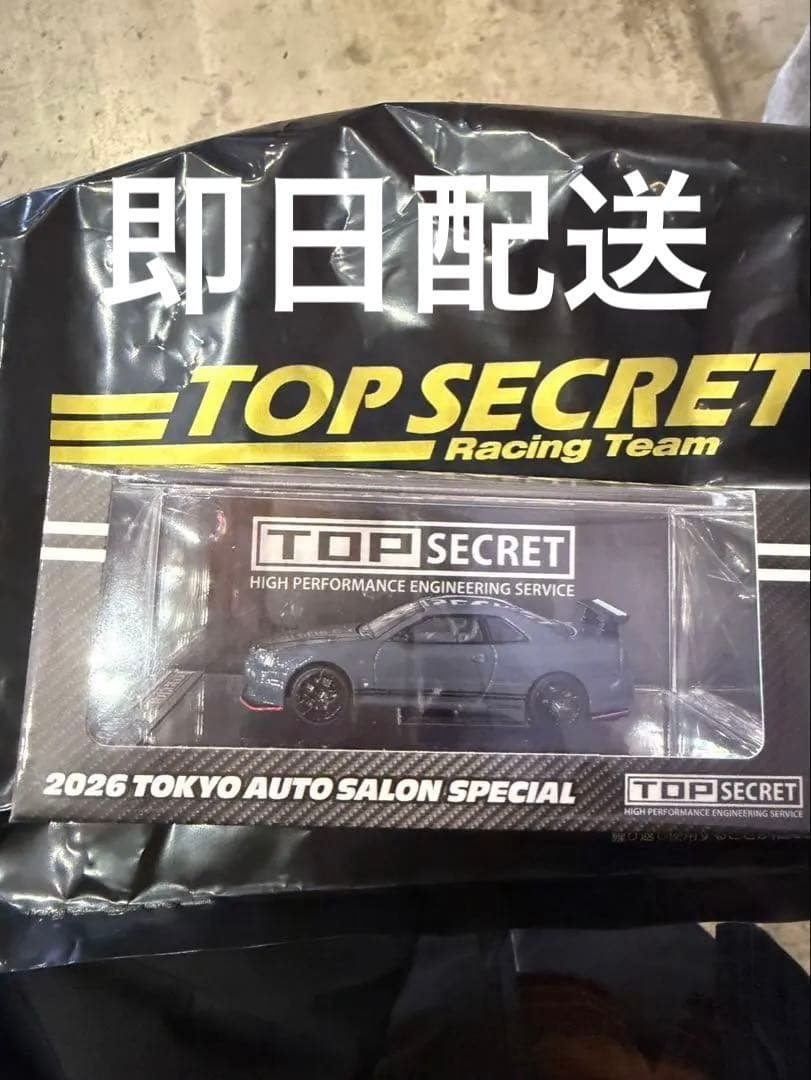 即日配送
TOP SECRET
Racing Team
TOP SECRET
HIGH PERFORMANCE ENGINEERING SERVICE
2026 TOKYO AUTO SALON SPECIAL
TOP SECRET
HIGH PERFORMANCE ENGINEERING SERVICE